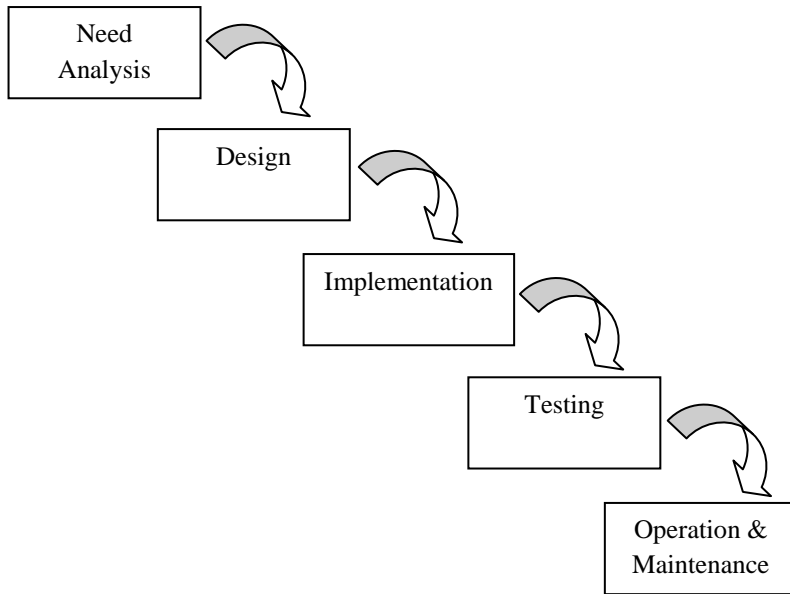 Need
Analysis
Design
Implementation
Testing
Operation &
Maintenance